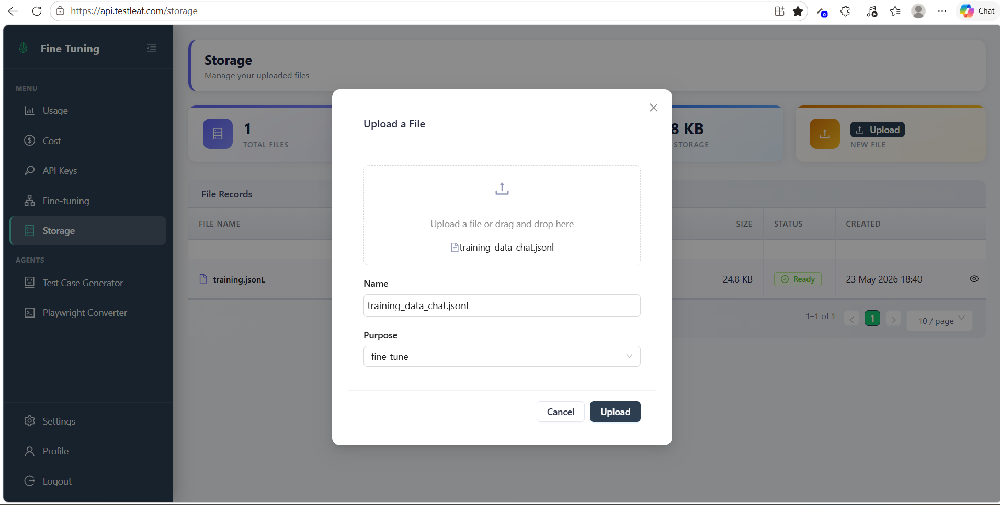 https://api.testleaf.com/storage
0
Chat
Fine Tuning
MENU
Usage
Cost
API Keys
Fine-tuning
Storage
AGENTS
Test Case Generator
Playwright Converter
Settings
Profile
Logout
Storage
Manage your uploaded files
1
TOTAL FILES
8 KB
STORAGE
Upload
NEW FILE
File Records
FILE NAME
SIZE
STATUS
CREATED
training.jsonL
24.8 KB
Ready
23 May 2026 18:40
1–1 of 1
<
1
>
10 / page
Upload a File
Upload a file or drag and drop here
training_data_chat.jsonl
Name
training_data_chat.jsonl
Purpose
fine-tune
Cancel
Upload